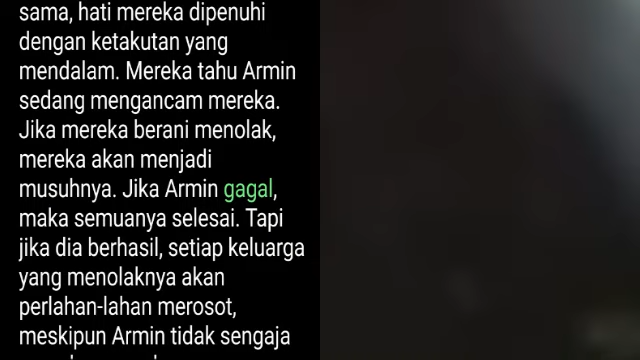 sama, hati mereka dipenuhi
dengan ketakutan yang
mendalam. Mereka tahu Armin
sedang mengancam mereka.
Jika mereka berani menolak,
mereka akan menjadi
musuhnya. Jika Armin gagal,
maka semuanya selesai. Tapi
jika dia berhasil, setiap keluarga
yang menolaknya akan
perlahan-lahan merosot,
meskipun Armin tidak sengaja